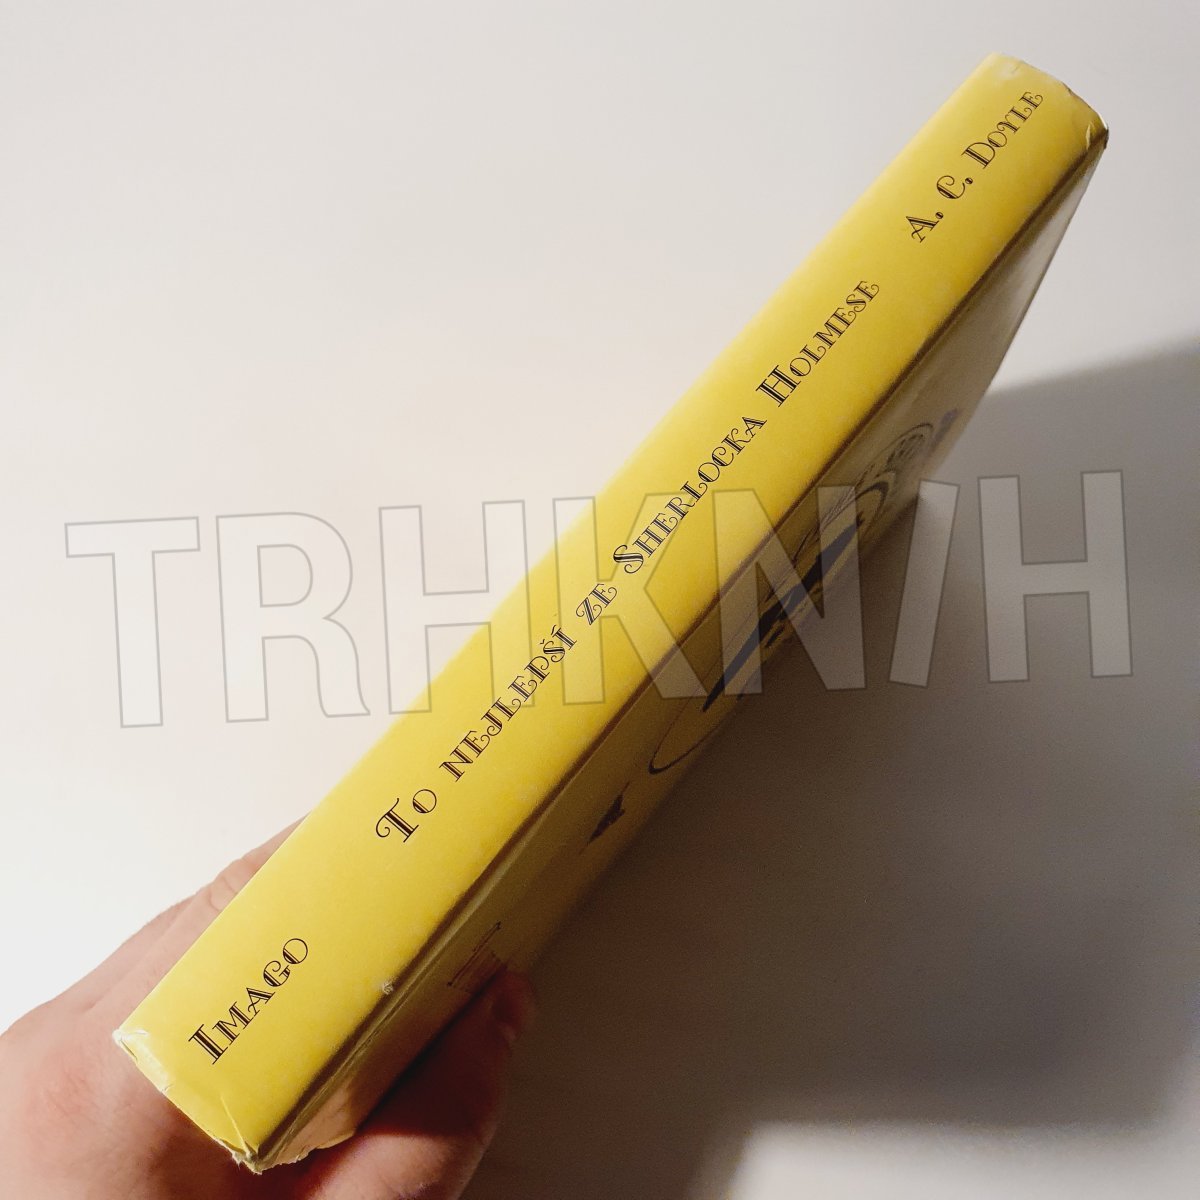 Imago
To nejlepší ze Sherlocka Holmese
A. C. Doyle
TRHKNIH